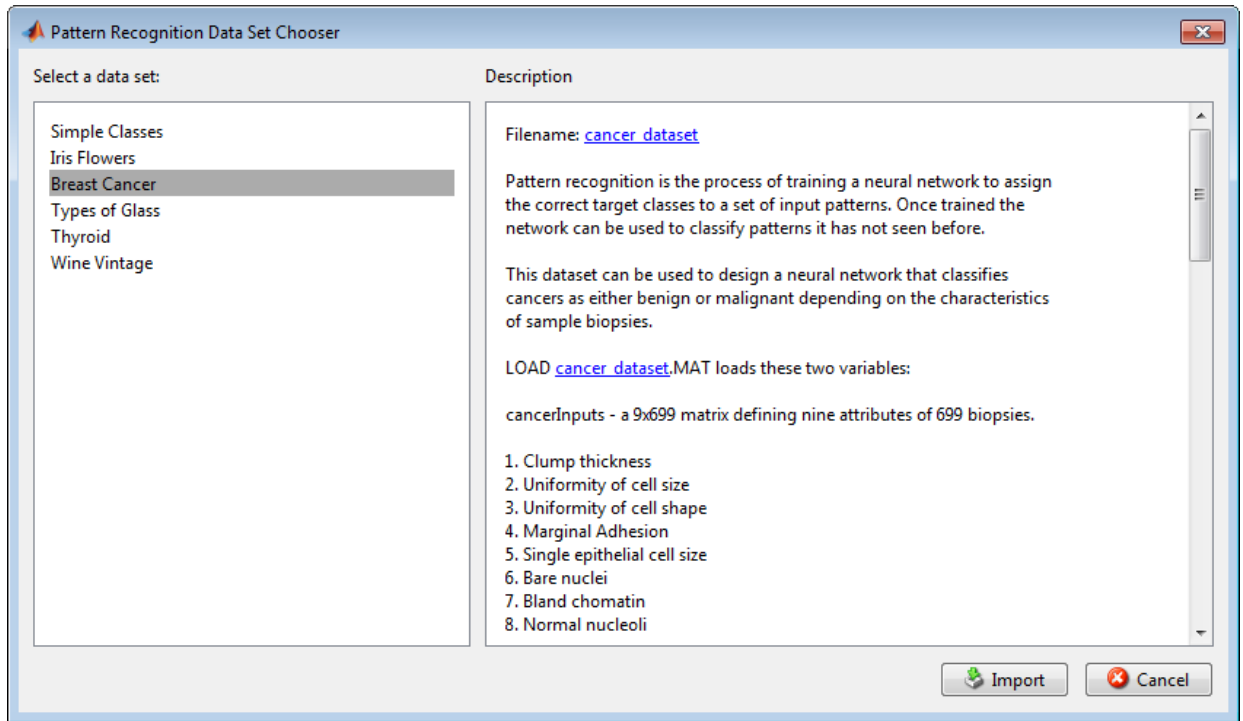 Pattern Recognition Data Set Chooser
Select a data set:
Simple Classes
Iris Flowers
Breast Cancer
Types of Glass
Thyroid
Wine Vintage
Description
Filename: cancer_dataset
Pattern recognition is the process of training a neural network to assign
the correct target classes to a set of input patterns. Once trained the
network can be used to classify patterns it has not seen before.
This dataset can be used to design a neural network that classifies
cancers as either benign or malignant depending on the characteristics
of sample biopsies.
LOAD cancer_dataset.MAT loads these two variables:
cancerInputs - a 9x699 matrix defining nine attributes of 699 biopsies.
1. Clump thickness
2. Uniformity of cell size
3. Uniformity of cell shape
4. Marginal Adhesion
5. Single epithelial cell size
6. Bare nuclei
7. Bland chomatin
8. Normal nucleoli
Import
Cancel